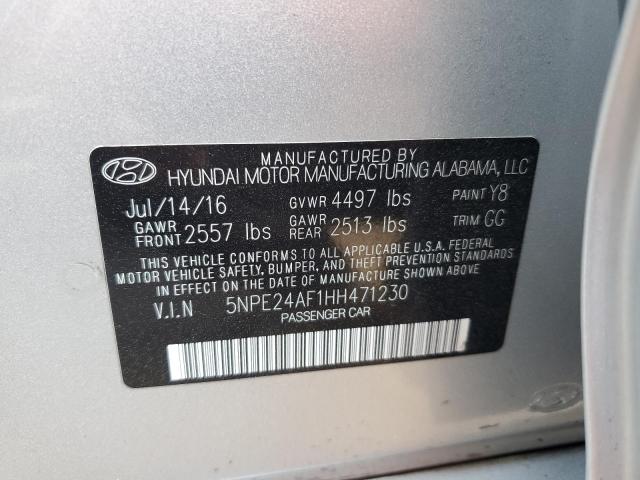 MANUFACTURED BY
HYUNDAI MOTOR MANUFACTURING ALABAMA, LLC
Jul/14/16 GVWR 4497 lbs PAINT Y8
GAWR FRONT 2557 lbs GAWR REAR 2513 lbs TRIM GG
THIS VEHICLE CONFORMS TO ALL APPLICABLE U.S.A. FEDERAL
MOTOR VEHICLE SAFETY, BUMPER, AND THEFT PREVENTION STANDARDS
IN EFFECT ON THE DATE OF MANUFACTURE SHOWN ABOVE.
V.I.N 5NPE24AF1HH471230
PASSENGER CAR